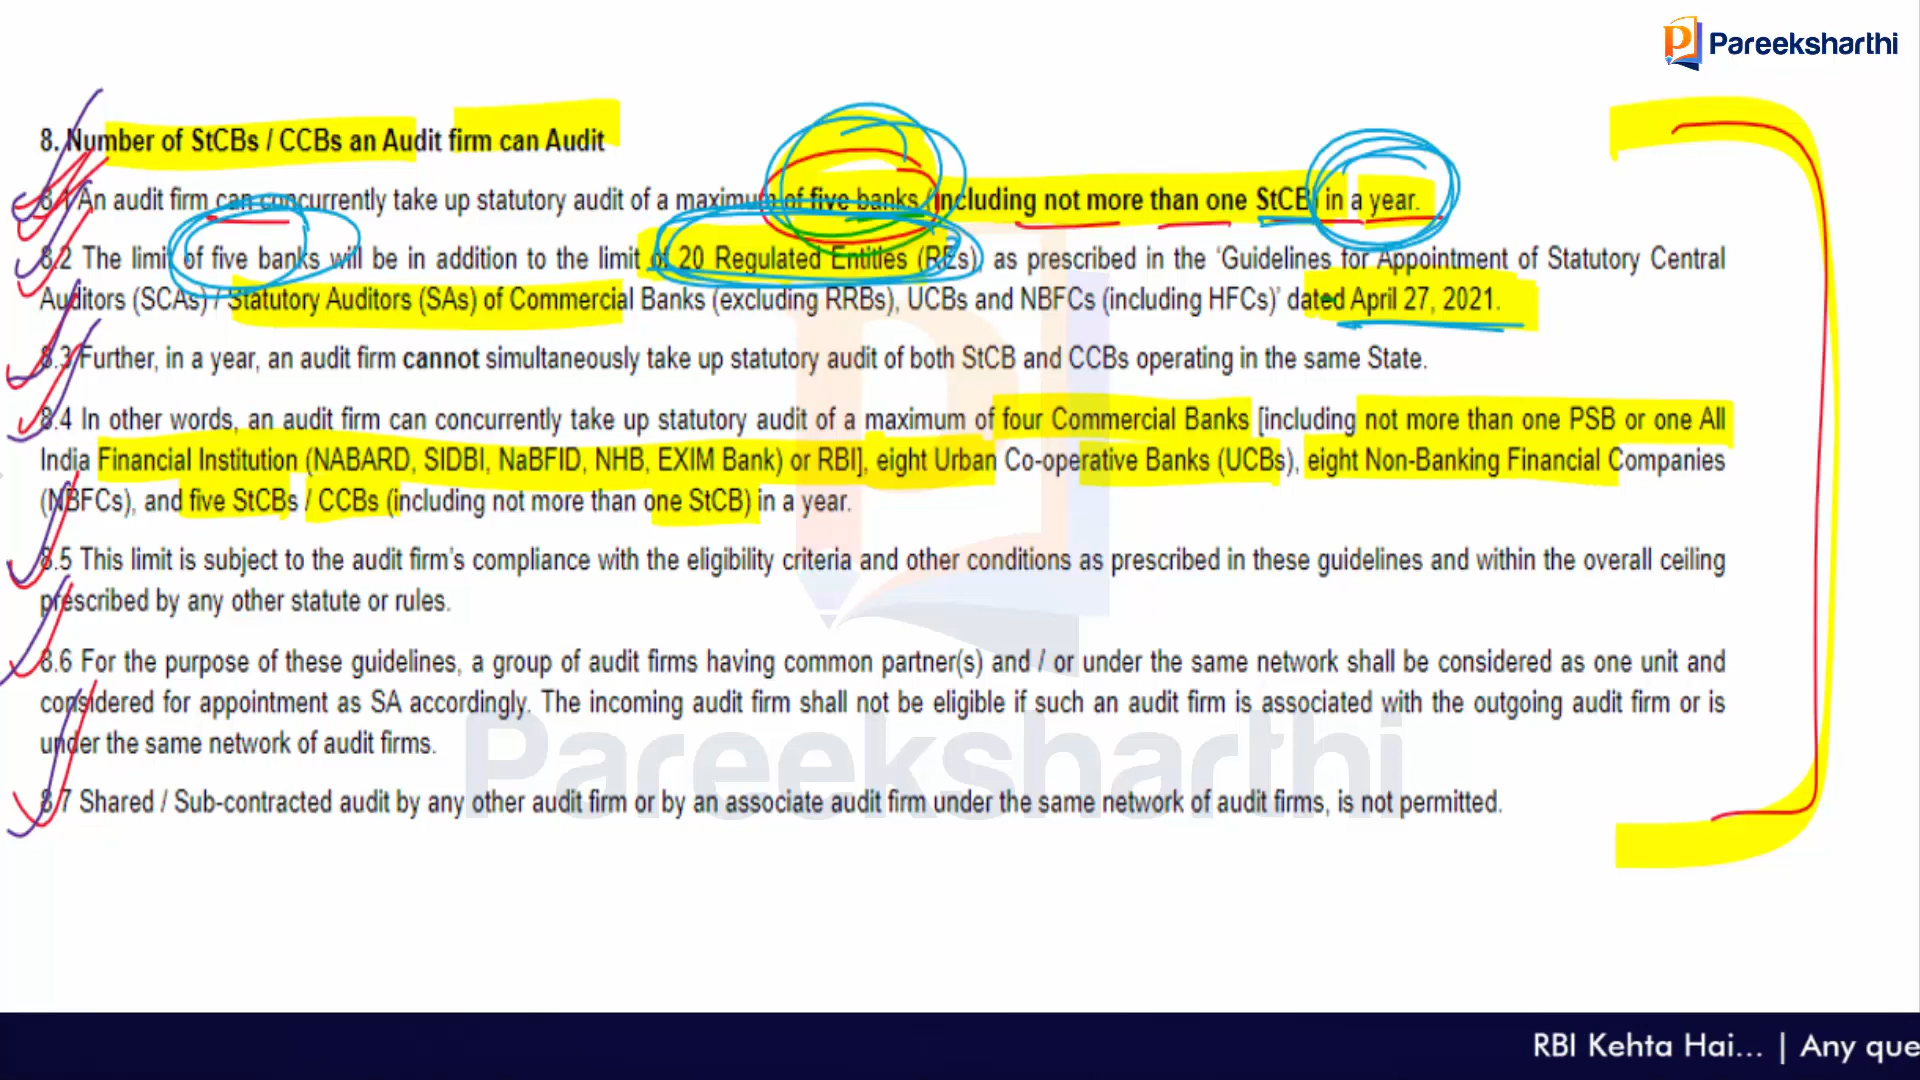 Pareeksharthi
8. Number of StCBs / CCBs an Audit firm can Audit
8.1 An audit firm can concurrently take up statutory audit of a maximum of five banks (including not more than one StCB) in a year.
8.2 The limit of five banks will be in addition to the limit of 20 Regulated Entities (REs), as prescribed in the ‘Guidelines for Appointment of Statutory Central
Auditors (SCAs) / Statutory Auditors (SAs) of Commercial Banks (excluding RRBs), UCBs and NBFCs (including HFCs)’ dated April 27, 2021.
8.3 Further, in a year, an audit firm cannot simultaneously take up statutory audit of both StCB and CCBs operating in the same State.
8.4 In other words, an audit firm can concurrently take up statutory audit of a maximum of four Commercial Banks [including not more than one PSB or one All
India Financial Institution (NABARD, SIDBI, NaBFID, NHB, EXIM Bank) or RBI], eight Urban Co-operative Banks (UCBs), eight Non-Banking Financial Companies
(NBFCs), and five StCBs / CCBs (including not more than one StCB) in a year.
8.5 This limit is subject to the audit firm’s compliance with the eligibility criteria and other conditions as prescribed in these guidelines and within the overall ceiling
prescribed by any other statute or rules.
8.6 For the purpose of these guidelines, a group of audit firms having common partner(s) and / or under the same network shall be considered as one unit and
considered for appointment as SA accordingly. The incoming audit firm shall not be eligible if such an audit firm is associated with the outgoing audit firm or is
under the same network of audit firms.
Pareeksharthi
8.7 Shared / Sub-contracted audit by any other audit firm or by an associate audit firm under the same network of audit firms, is not permitted.
RBI Kehta Hai... | Any que